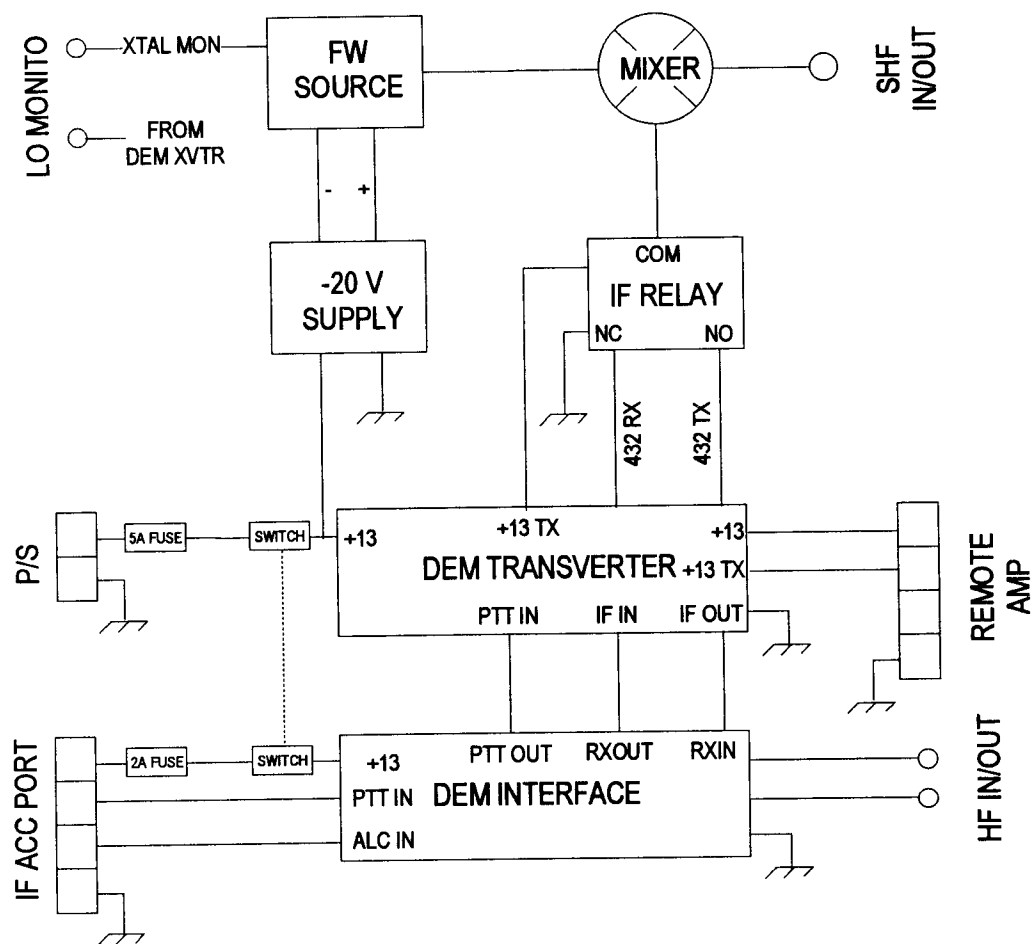 LO MONITO
XTAL MON
FROM
DEM XVTR
FW
SOURCE
MIXER
SHF
IN/OUT
-
+
-20 V
SUPPLY
COM
IF RELAY
NC
NO
432 RX
432 TX
P/S
5A FUSE
SWITCH
+13
+13 TX
+13
DEM TRANSVERTER
+13 TX
PTT IN
IF IN
IF OUT
REMOTE
AMP
IF ACC PORT
2A FUSE
SWITCH
+13
PTT OUT
RXOUT
RXIN
PTT IN
DEM INTERFACE
ALC IN
HF IN/OUT